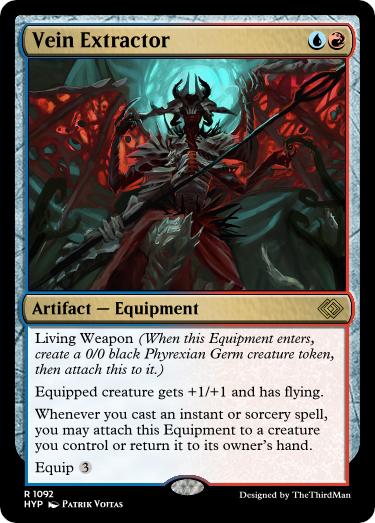 Vein Extractor
Artifact — Equipment
Living Weapon (When this Equipment enters,
create a 0/0 black Phyrexian Germ creature token,
then attach this to it.)
Equipped creature gets +1/+1 and has flying.
Whenever you cast an instant or sorcery spell,
you may attach this Equipment to a creature
you control or return it to its owner's hand.
Equip 3
R 1092
HYP Patrik Voitas
Designed by TheThirdMan